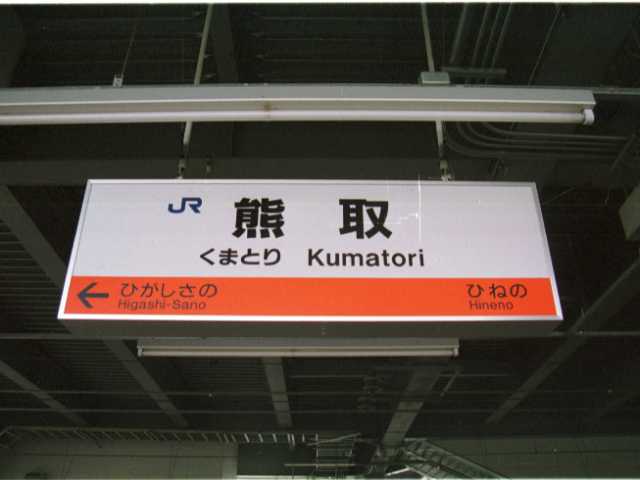 JR 熊取
くまとり Kumatori
← ひがしさの ひねの
Higashi-Sano Hineno